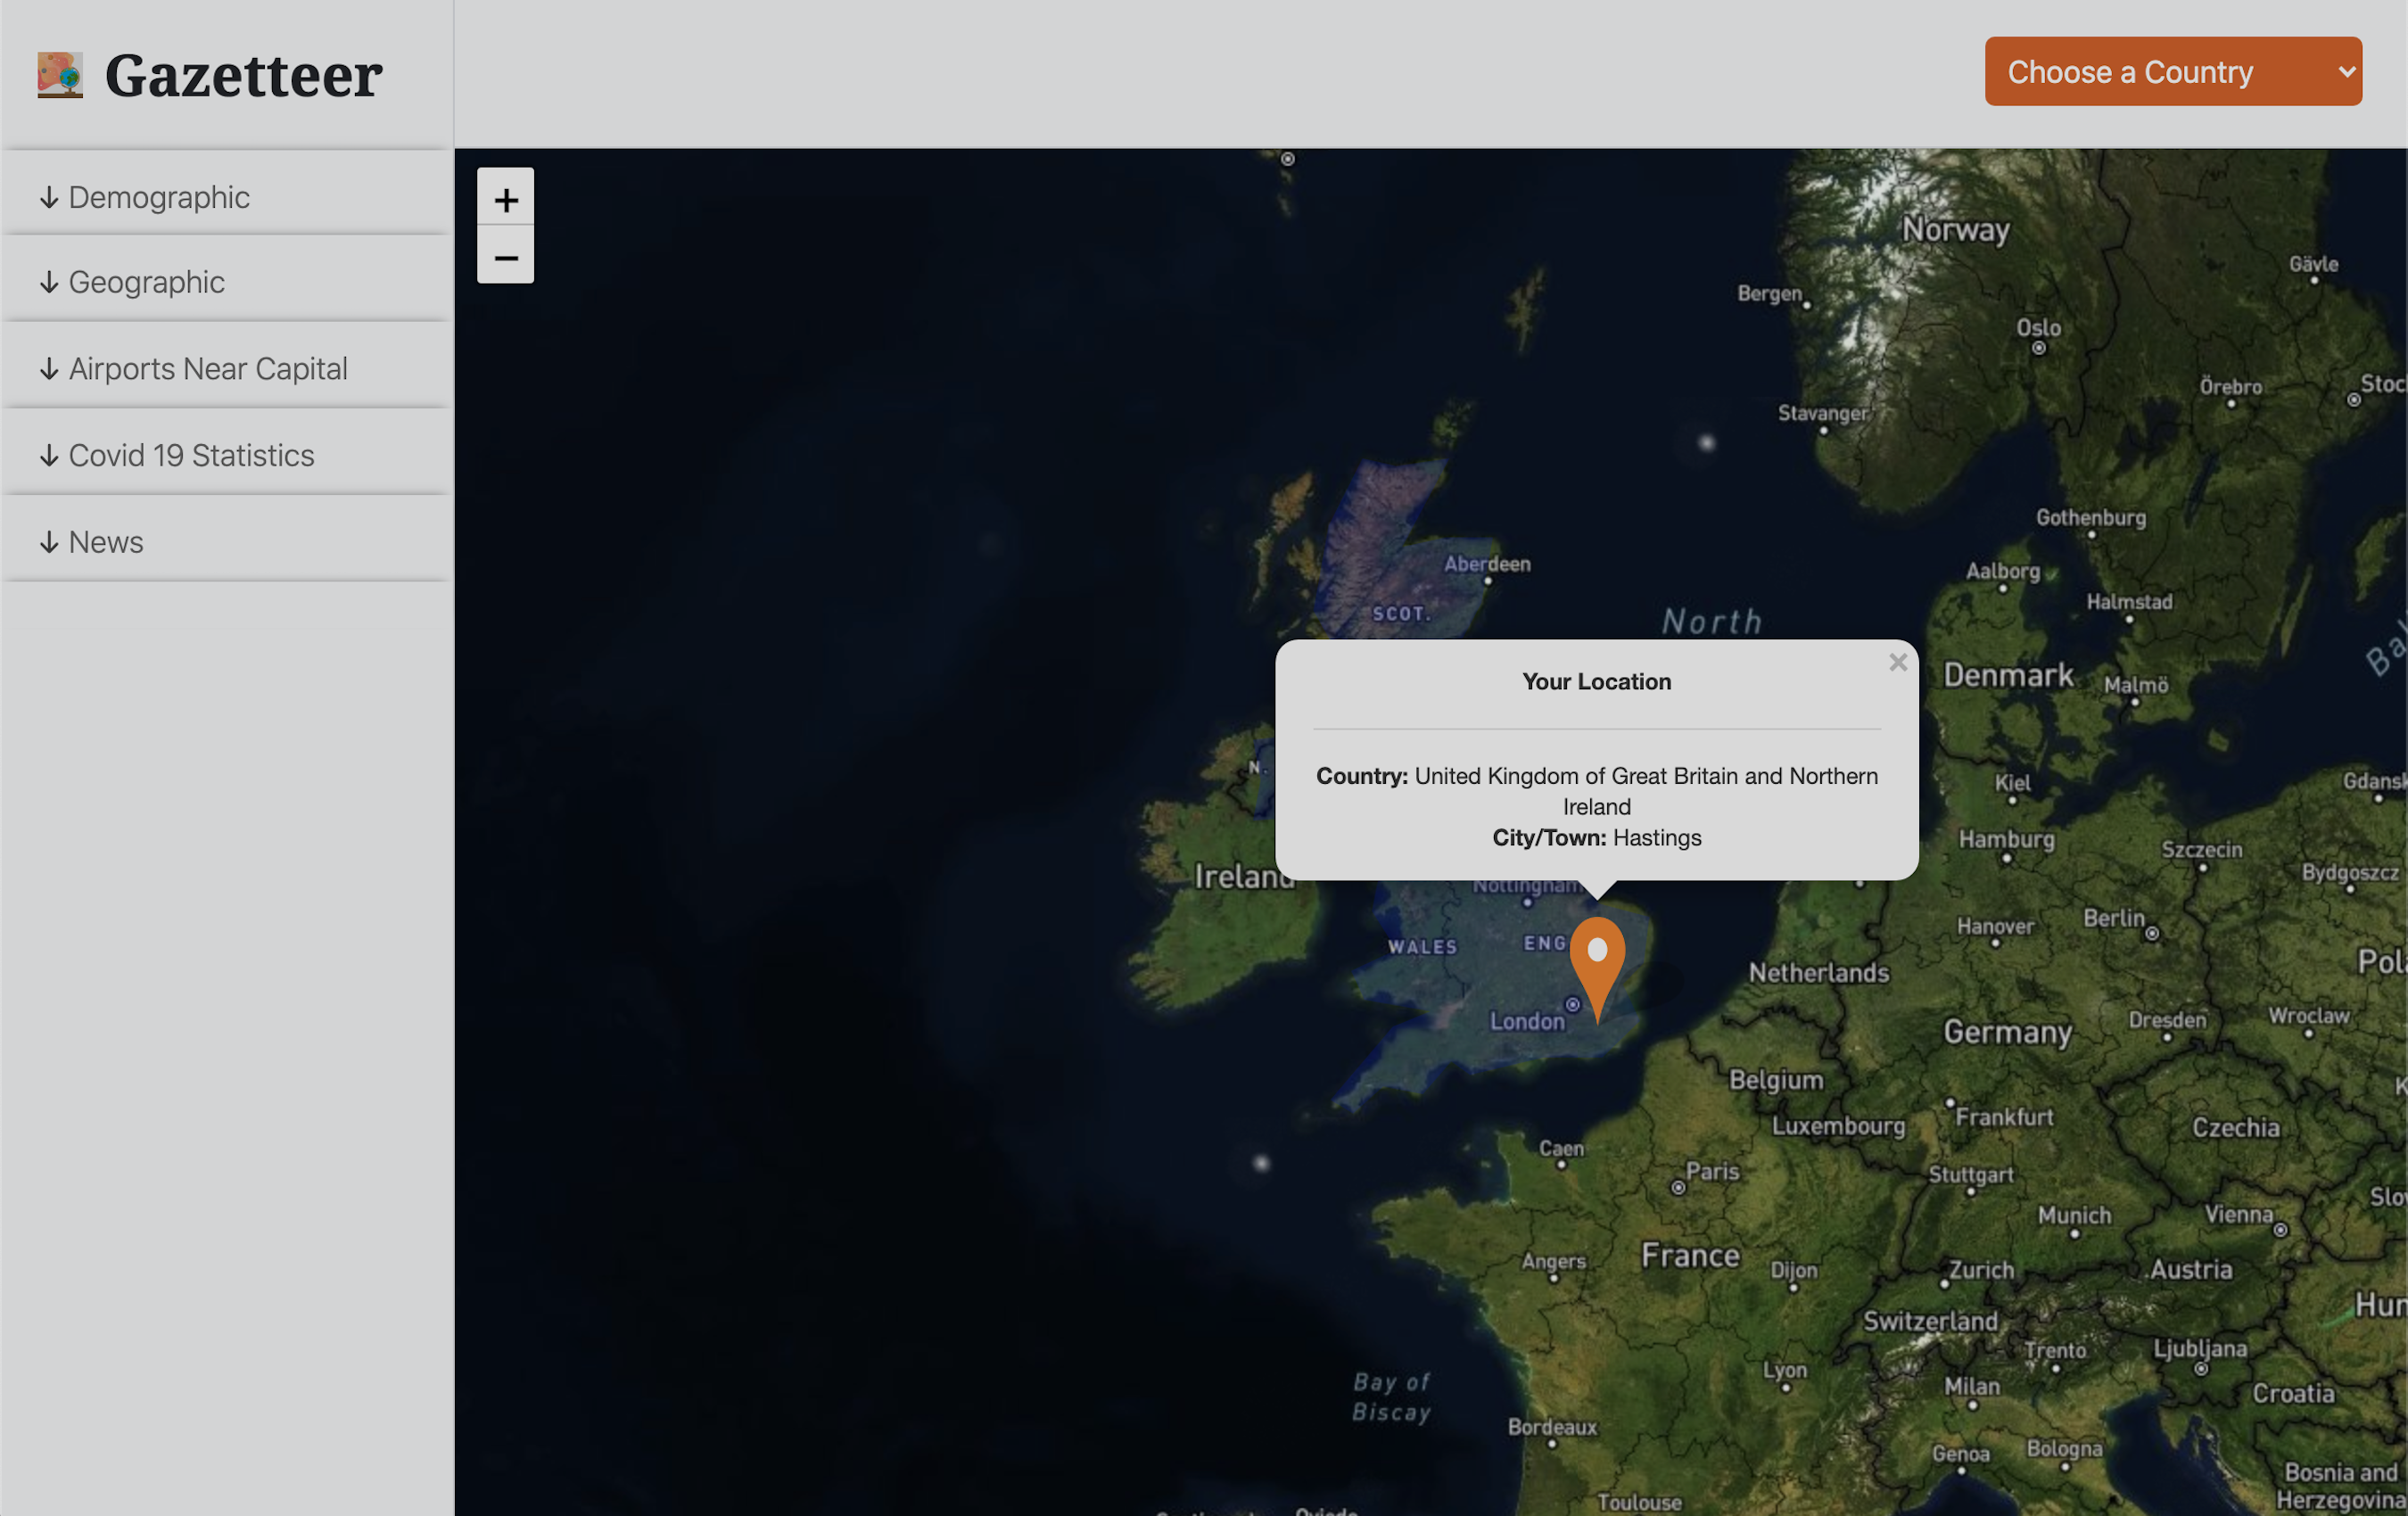 Gazetteer
Choose a Country
↓ Demographic
↓ Geographic
↓ Airports Near Capital
↓ Covid 19 Statistics
↓ News
+
−
Norway
Gävle
Bergen
Oslo
Örebro
Stoc
Stavanger
Gothenburg
Aalborg
Aberdeen
Halmstad
SCOT.
North
Ba
Denmark
Malmö
Your Location
×
N.
Country: United Kingdom of Great Britain and Northern
Ireland
City/Town: Hastings
Kiel
Gdansk
Hamburg
Szczecin
Bydgoszcz
Ireland
Nottingham
Hanover
Berlin
WALES
ENG
Pol
Netherlands
London
Germany
Dresden
Wroclaw
Belgium
K
Luxembourg
Frankfurt
Czechia
Caen
Paris
Stuttgart
Slo
Munich
Vienna
Angers
France
Dijon
Zurich
Austria
Hun
Switzerland
Trento
Ljubljana
Lyon
Milan
Croatia
Bay of
Biscay
Bordeaux
Genoa
Bologna
Bosnia and
Herzegovina
Toulouse